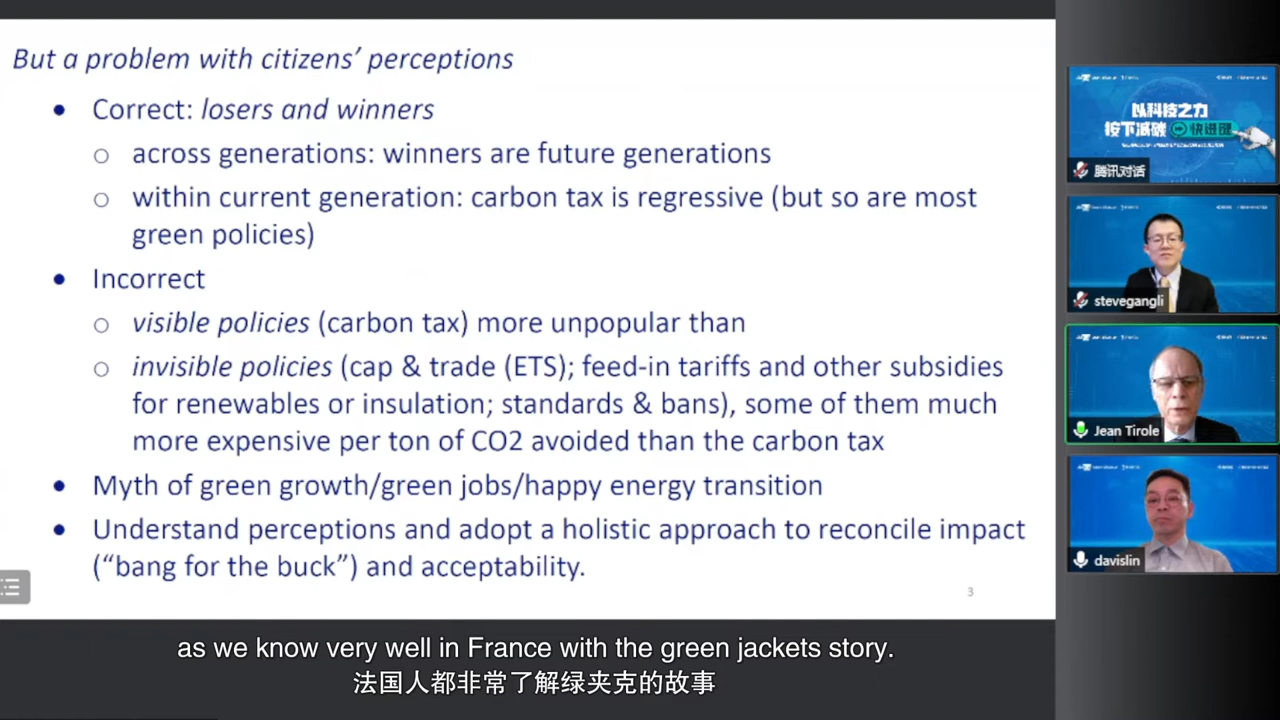 But a problem with citizens’ perceptions
• Correct: losers and winners
o across generations: winners are future generations
o within current generation: carbon tax is regressive (but so are most
green policies)
• Incorrect
o visible policies (carbon tax) more unpopular than
o invisible policies (cap & trade (ETS); feed-in tariffs and other subsidies
for renewables or insulation; standards & bans), some of them much
more expensive per ton of CO2 avoided than the carbon tax
• Myth of green growth/green jobs/happy energy transition
• Understand perceptions and adopt a holistic approach to reconcile impact
(“bang for the buck”) and acceptability.
3
以科技之力
按下减碳 快进键
腾讯对话
stevegangli
Jean Tirole
davislin
as we know very well in France with the green jackets story.
法国人都非常了解绿夹克的故事